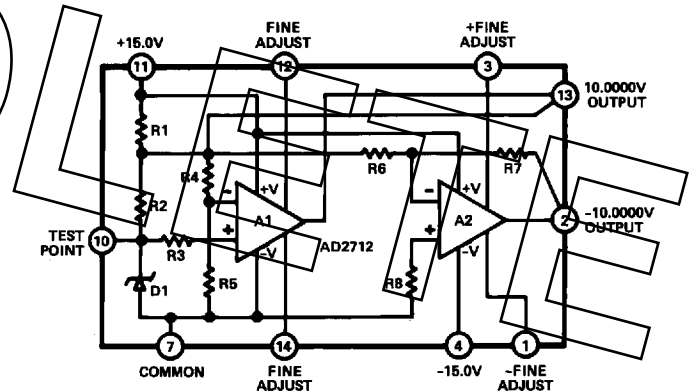 +15.0V
FINE
ADJUST
+FINE
ADJUST
11
12
3
13
10.0000V
OUTPUT
R1
R4
R6
R7
R2
+V
+V
−
−
A1
A2
2
−10.0000V
OUTPUT
TEST
POINT
10
+
+
R3
AD2712
−V
−V
D1
R5
R8
7
14
4
1
COMMON
FINE
ADJUST
−15.0V
−FINE
ADJUST
OBSOLETE